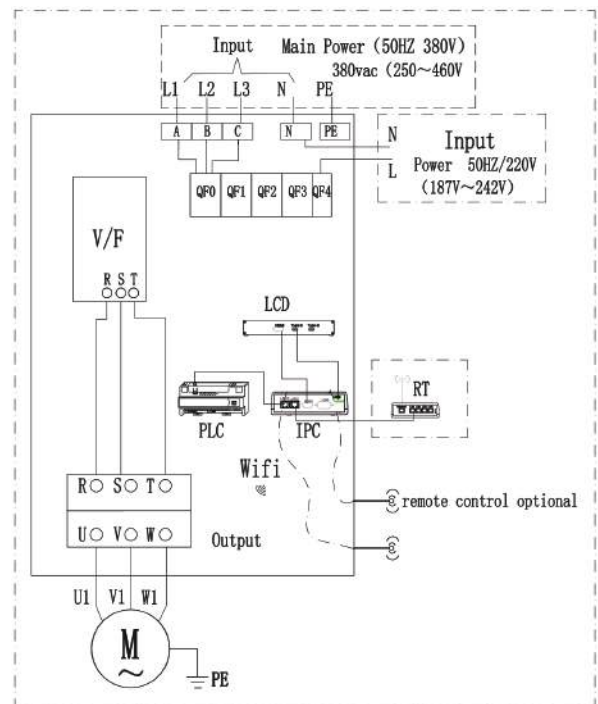 Input Main Power (50HZ 380V)
380vac (250～460V
L1 L2 L3 N PE
A B C N PE
N
Input
L
Power 50HZ/220V
(187V～242V)
QF0 QF1 QF2 QF3 QF4
V/F
R S T
LCD
RT
PLC IPC
Wifi
R S T
remote control optional
U V W
Output
U1 V1 W1
M
~
PE